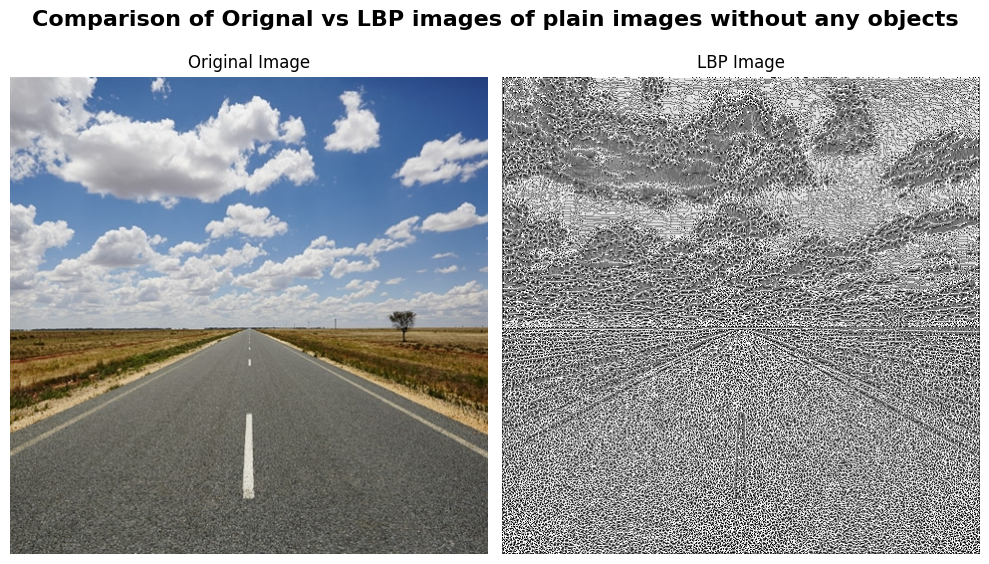 Comparison of Orignal vs LBP images of plain images without any objects
Original Image
LBP Image